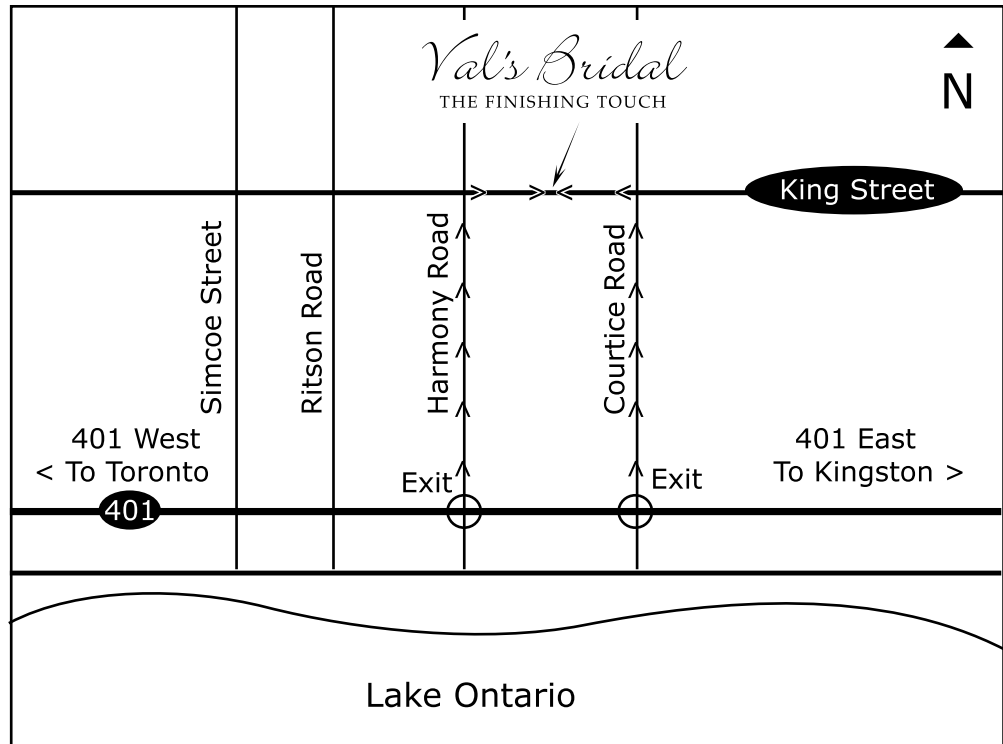 Val's Bridal
THE FINISHING TOUCH
N
King Street
Simcoe Street
Ritson Road
Harmony Road
Courtice Road
401 West
< To Toronto
401 East
To Kingston >
Exit
Exit
401
Lake Ontario